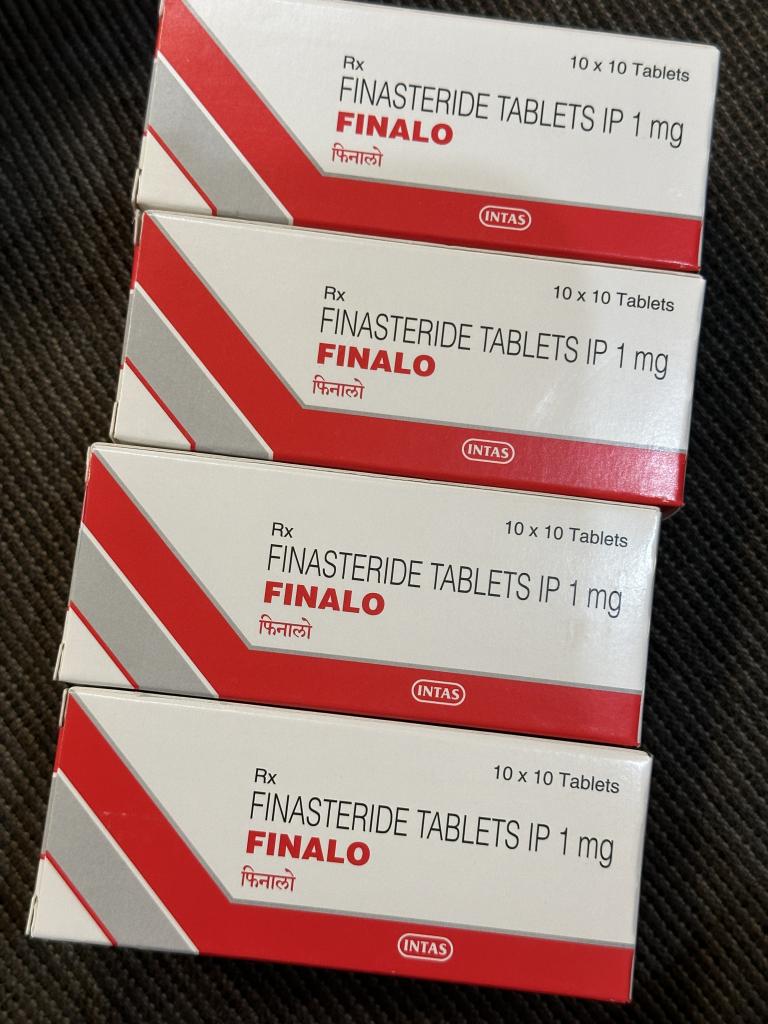 Rx
10 x 10 Tablets
FINASTERIDE TABLETS IP 1 mg
FINALO
फिनालो
INTAS
Rx
10 x 10 Tablets
FINASTERIDE TABLETS IP 1 mg
FINALO
फिनालो
INTAS
Rx
10 x 10 Tablets
FINASTERIDE TABLETS IP 1 mg
FINALO
फिनालो
INTAS
Rx
10 x 10 Tablets
FINASTERIDE TABLETS IP 1 mg
FINALO
फिनालो
INTAS